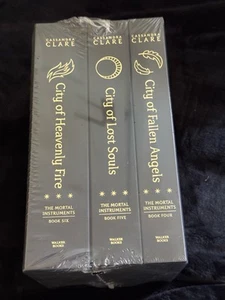 CASSANDRA
CLARE
City of Heavenly Fire
THE MORTAL
INSTRUMENTS
BOOK SIX
WALKER
BOOKS
CASSANDRA
CLARE
City of Lost Souls
THE MORTAL
INSTRUMENTS
BOOK FIVE
WALKER
BOOKS
CASSANDRA
CLARE
City of Fallen Angels
THE MORTAL
INSTRUMENTS
BOOK FOUR
WALKER
BOOKS